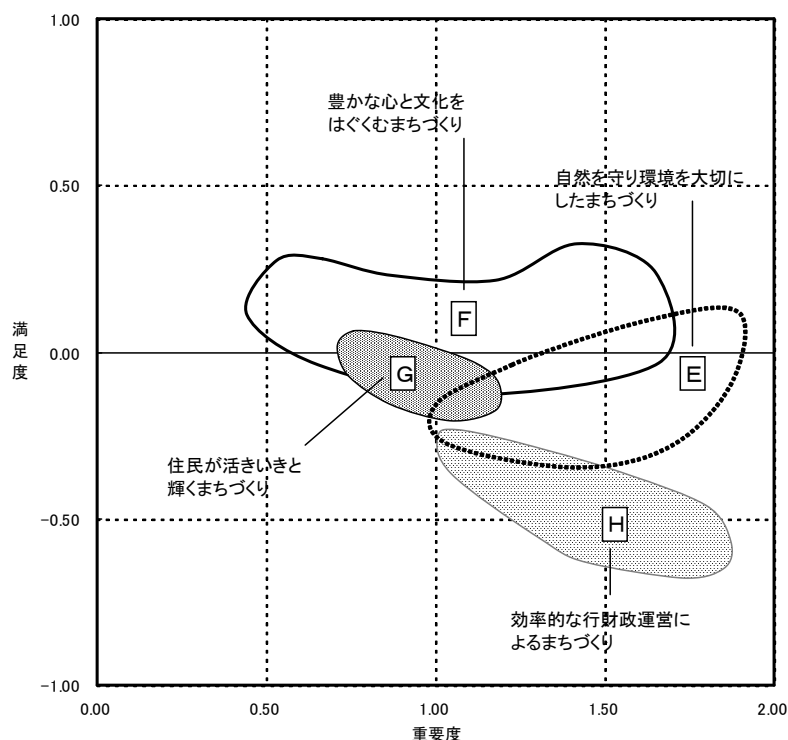 1.00
豊かな心と文化を
はぐくむまちづくり
自然を守り環境を大切に
したまちづくり
0.50
F
満足度
0.00
G
E
住民が活きいきと
輝くまちづくり
-0.50
H
効率的な行財政運営に
よるまちづくり
-1.00
0.00 0.50 1.00 1.50 2.00
重要度